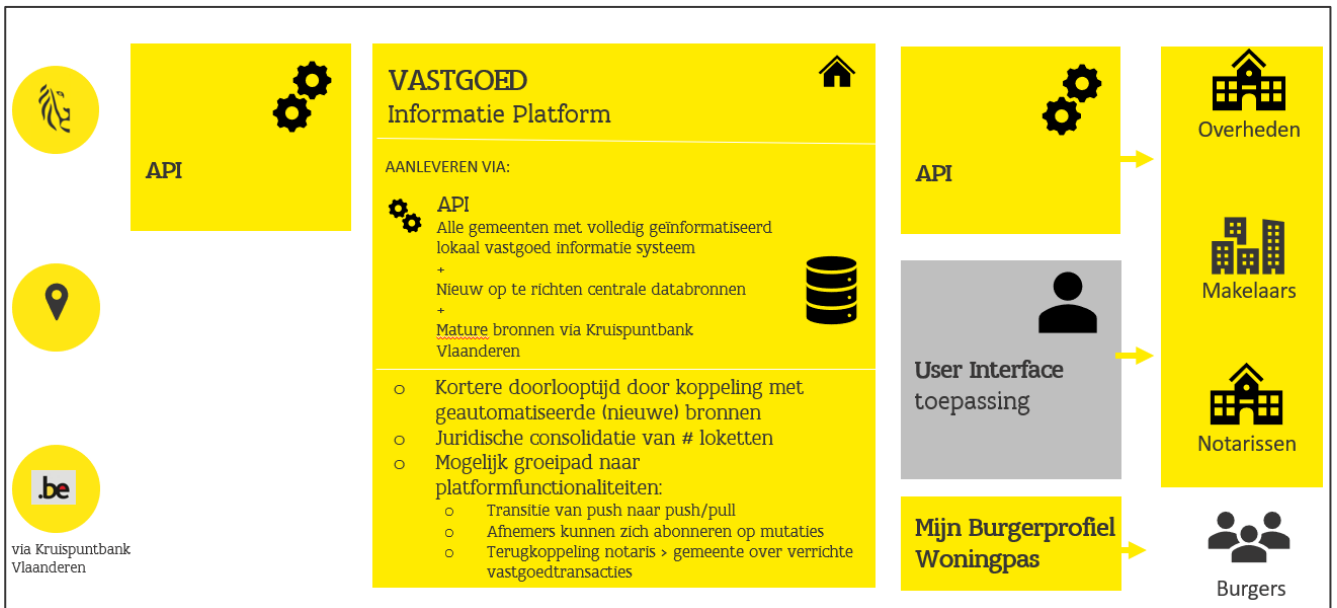 API
.be
via Kruispuntbank
Vlaanderen
VASTGOED
Informatie Platform
AANLEVEREN VIA:
API
Alle gemeenten met volledig geïnformatiseerd
lokaal vastgoed informatie systeem
+
Nieuw op te richten centrale databronnen
+
Mature bronnen via Kruispuntbank
Vlaanderen
o Kortere doorlooptijd door koppeling met
geautomatiseerde (nieuwe) bronnen
o Juridische consolidatie van # loketten
o Mogelijk groeipad naar
platformfunctionaliteiten:
o Transitie van push naar push/pull
o Afnemers kunnen zich abonneren op mutaties
o Terugkoppeling notaris > gemeente over verrichte
vastgoedtransacties
API
User Interface
toepassing
Mijn Burgerprofiel
Woningpas
Overheden
Makelaars
Notarissen
Burgers